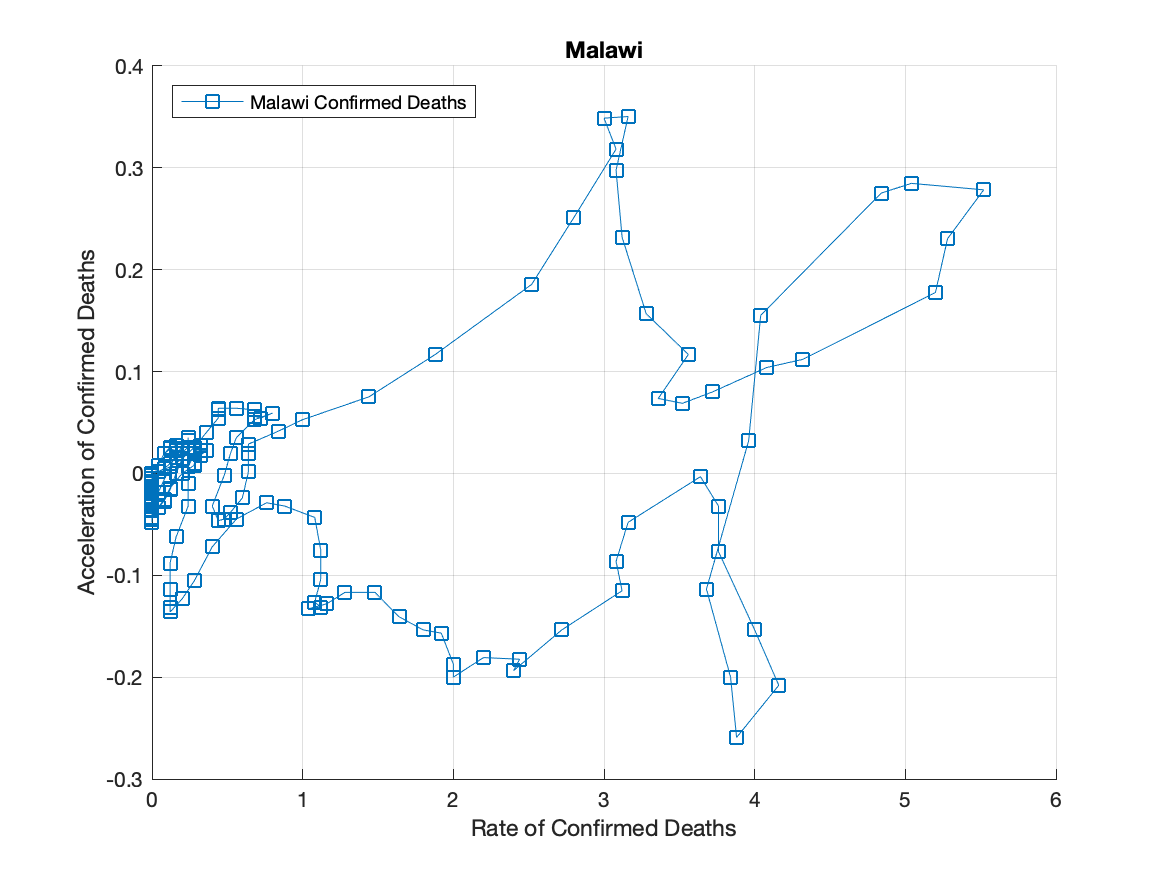 Malawi
0.4
Malawi Confirmed Deaths
0.3
0.2
0.1
0
-0.1
-0.2
-0.3
Acceleration of Confirmed Deaths
0 1 2 3 4 5 6
Rate of Confirmed Deaths